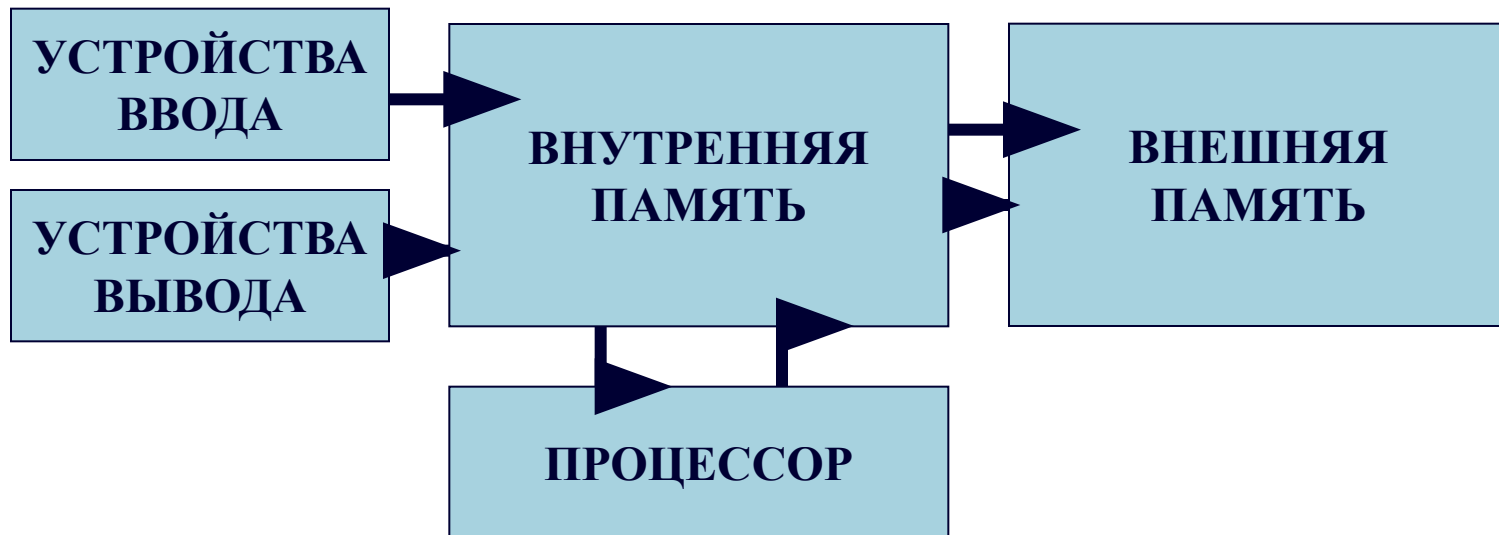 УСТРОЙСТВА
ВВОДА
УСТРОЙСТВА
ВЫВОДА
ВНУТРЕННЯЯ
ПАМЯТЬ
ВНЕШНЯЯ
ПАМЯТЬ
ПРОЦЕССОР